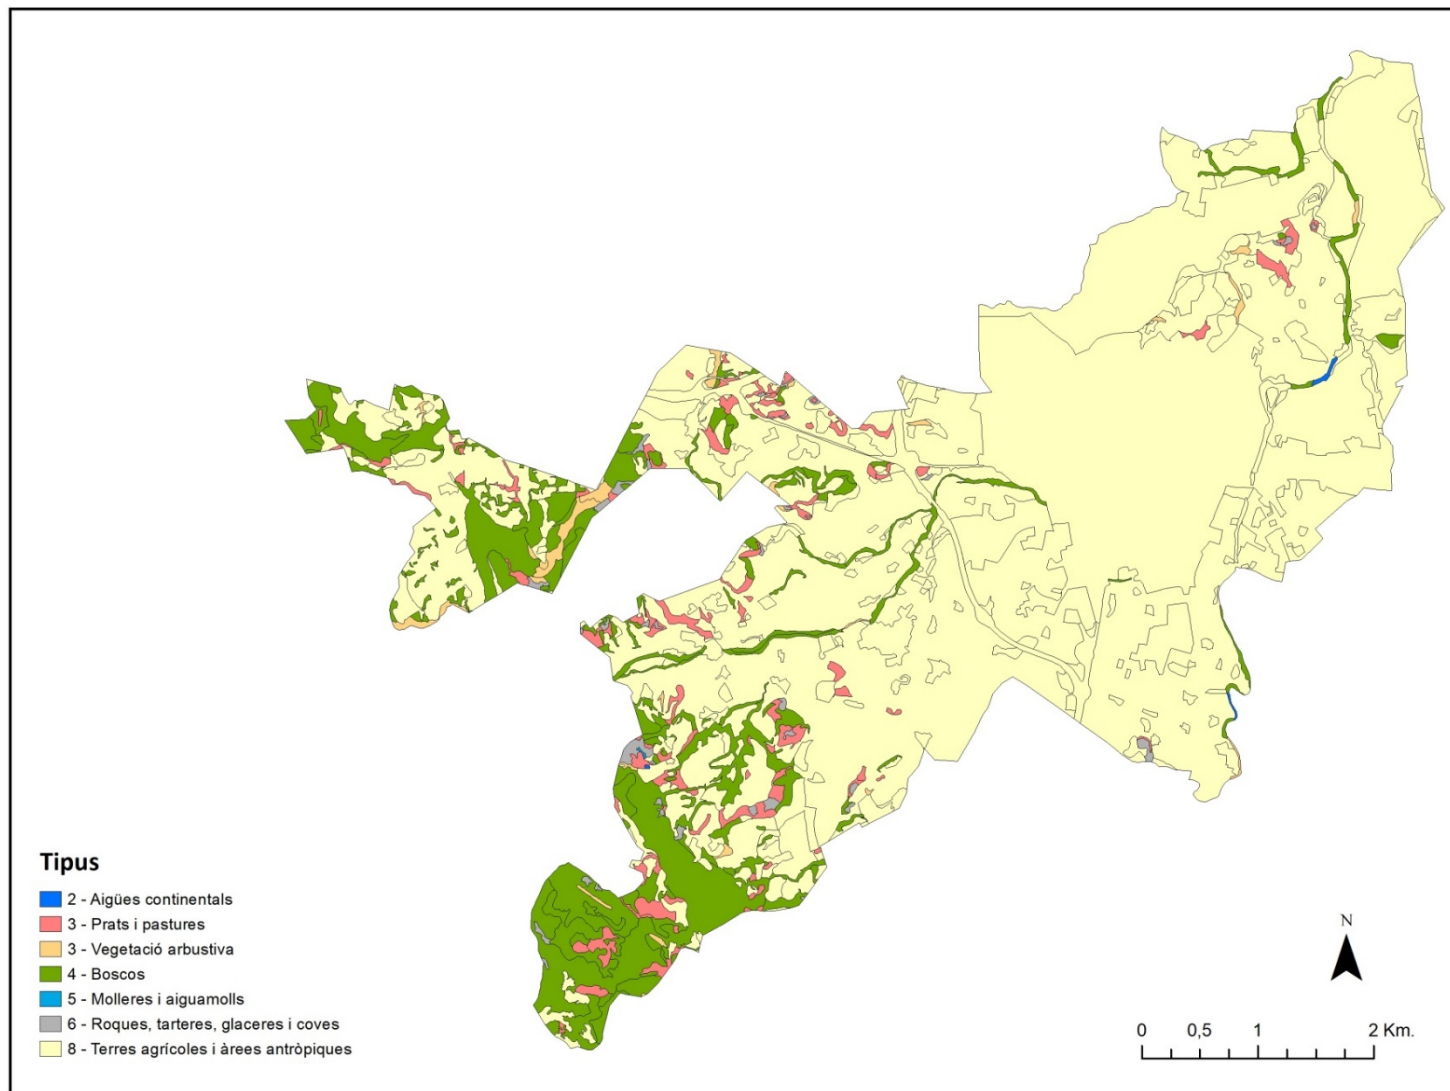 Tipus
2 - Aigües continentals
3 - Prats i pastures
3 - Vegetació arbustiva
4 - Boscos
5 - Molleres i aiguamolls
6 - Roques, tarteres, glaceres i coves
8 - Terres agrícoles i àrees antròpiques
N
0 0,5 1 2 Km.